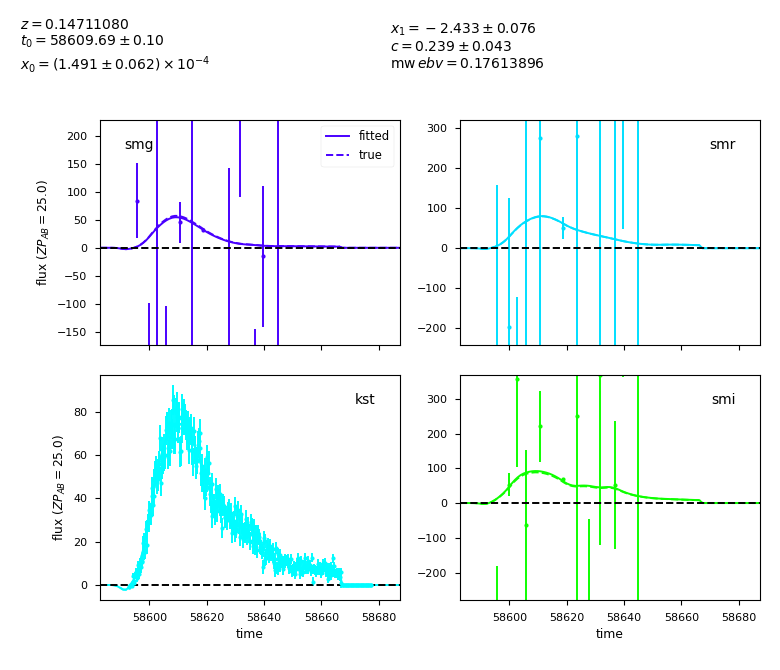 z = 0.14711080
t0 = 58609.69 ± 0.10
x0 = (1.491 ± 0.062) × 10^−4
x1 = −2.433 ± 0.076
c = 0.239 ± 0.043
mw ebv = 0.17613896
smg
fitted
true
200
150
100
50
0
−50
−100
−150
flux (ZP_AB = 25.0)
smr
300
200
100
0
−100
−200
kst
80
60
40
20
0
flux (ZP_AB = 25.0)
58600 58620 58640 58660 58680
time
smi
300
200
100
0
−100
−200
58600 58620 58640 58660 58680
time